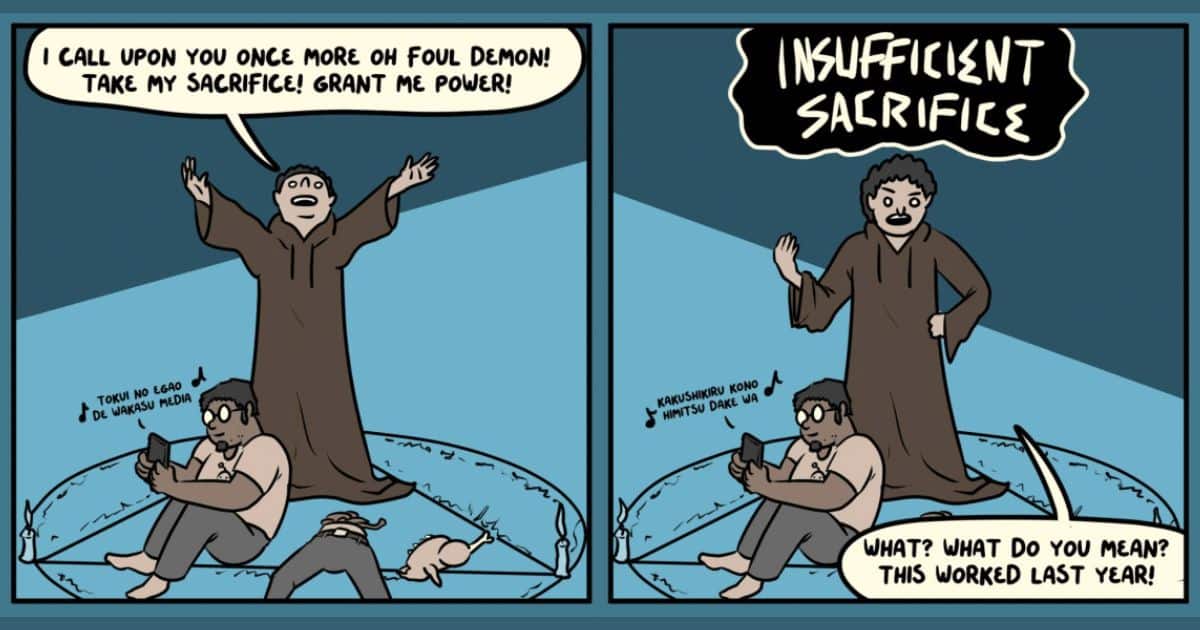 I CALL UPON YOU ONCE MORE OH FOUL DEMON!
TAKE MY SACRIFICE! GRANT ME POWER!
TOKUI NO EGAO
DE WAKASU MEDIA
INSUFFICIENT
SACRIFICE
KAKUSHIKIRU KONO
HIMITSU DAKE WA
WHAT? WHAT DO YOU MEAN?
THIS WORKED LAST YEAR!